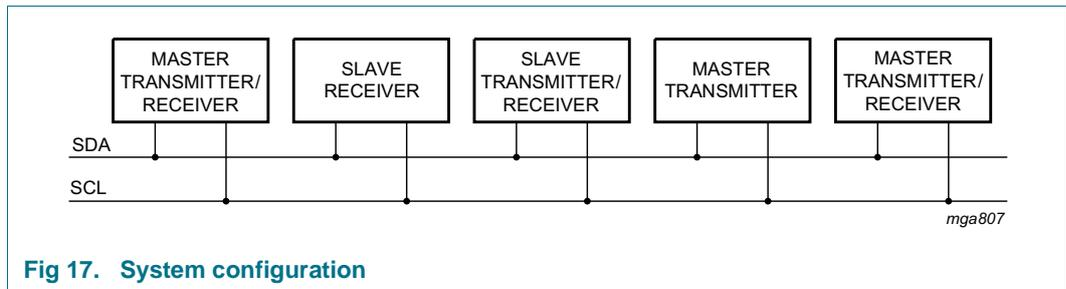 MASTER
TRANSMITTER/
RECEIVER
SLAVE
RECEIVER
SLAVE
TRANSMITTER/
RECEIVER
MASTER
TRANSMITTER
MASTER
TRANSMITTER/
RECEIVER
SDA
SCL
mga807
Fig 17. System configuration